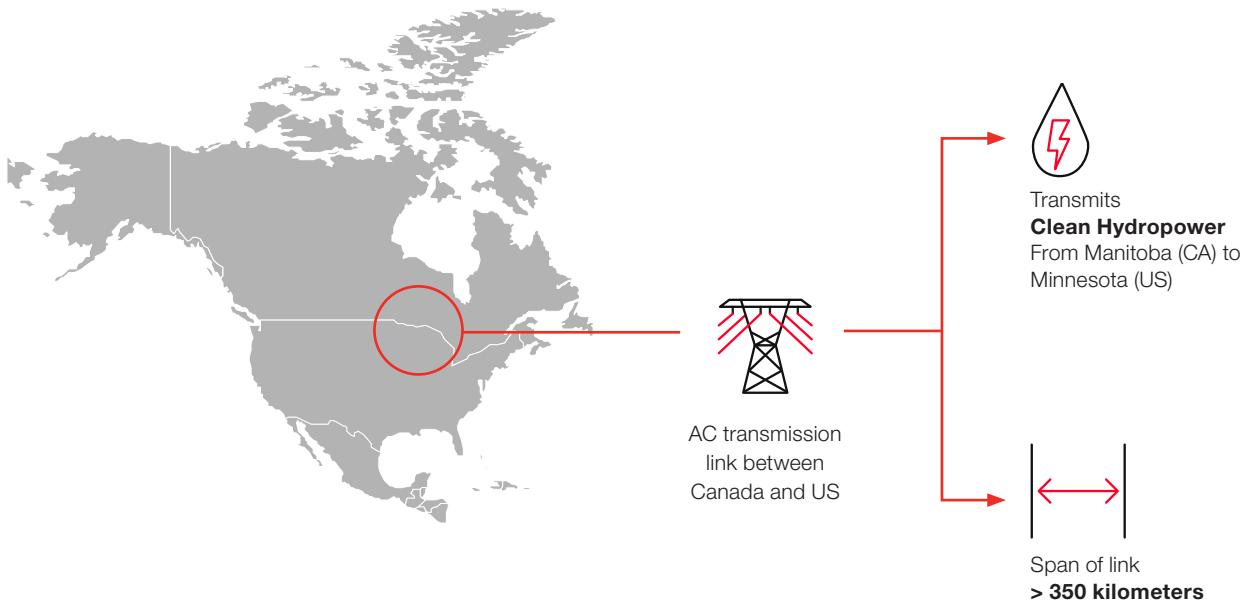 Transmits
Clean Hydropower
From Manitoba (CA) to
Minnesota (US)
AC transmission
link between
Canada and US
Span of link
> 350 kilometers